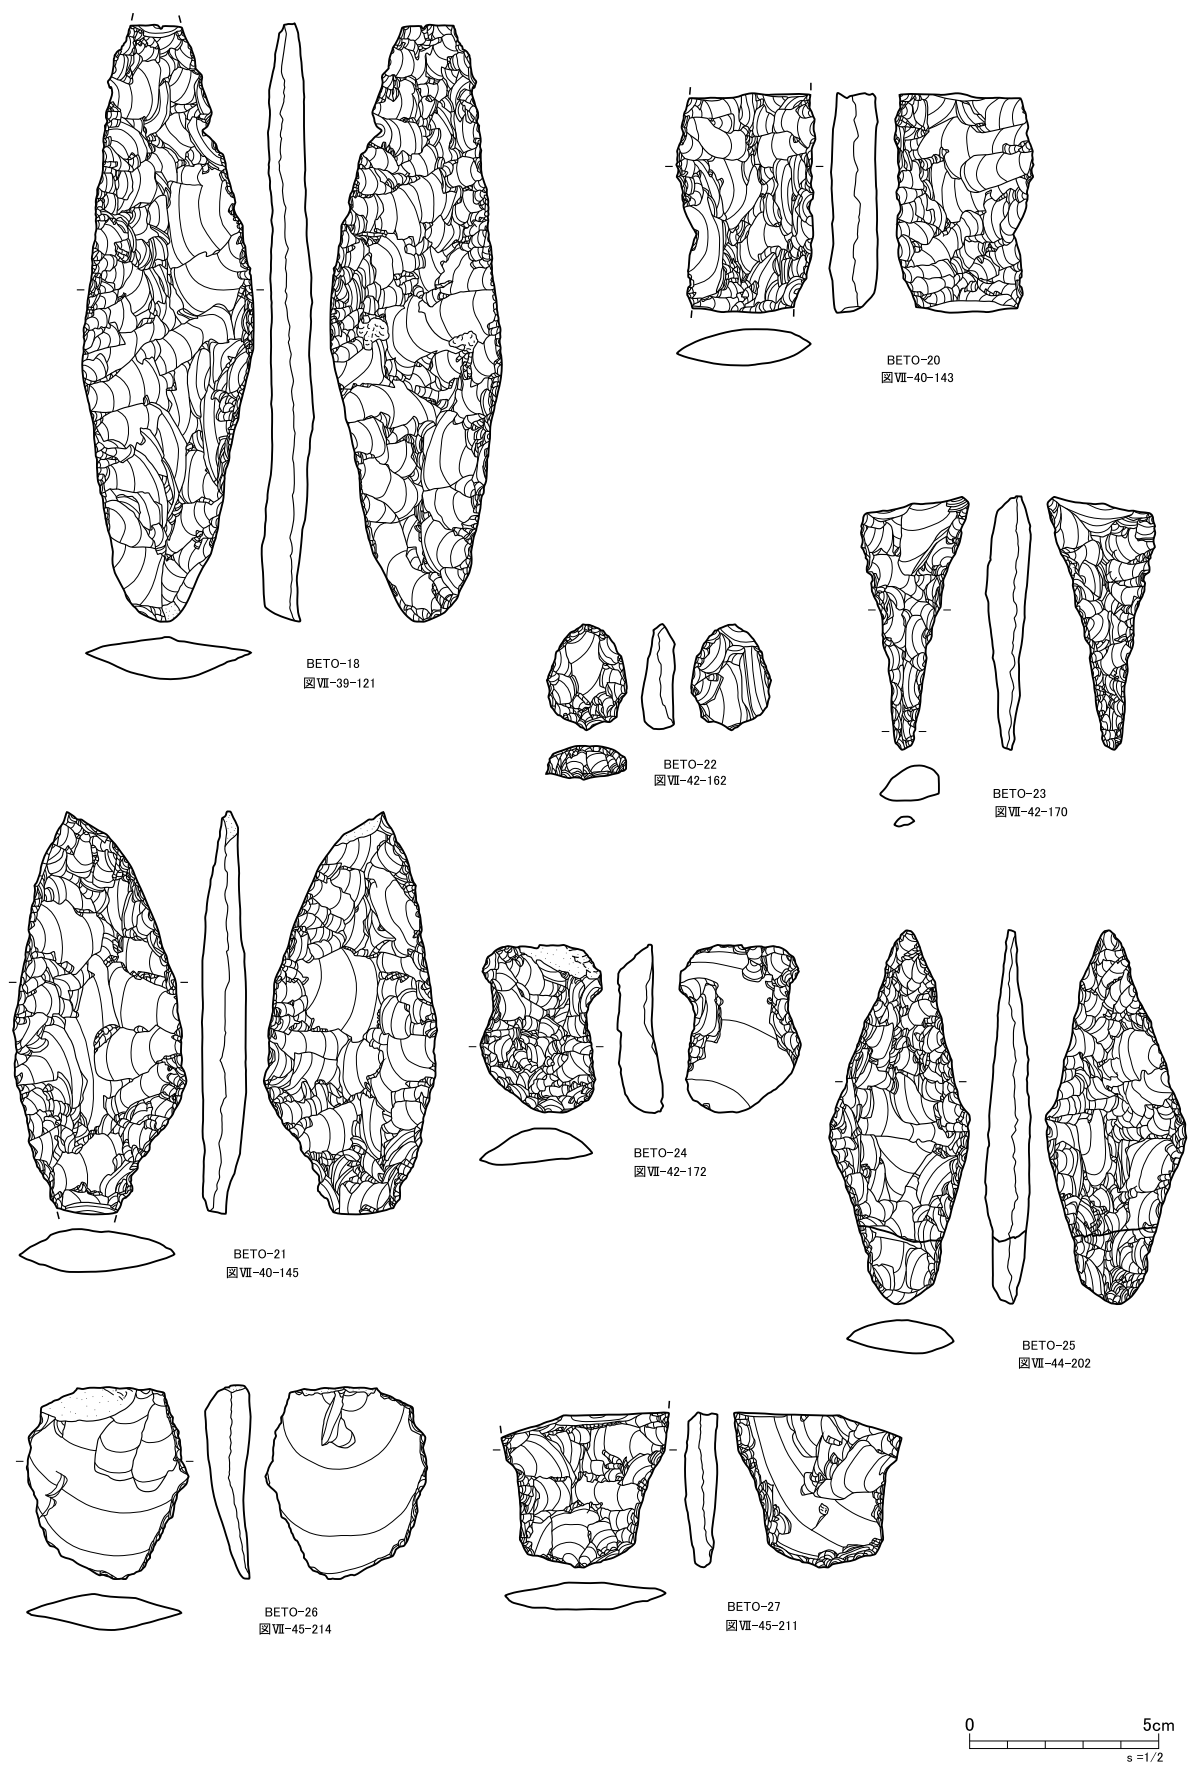 BETO-20
図Ⅶ-40-143
BETO-18
図Ⅶ-39-121
BETO-22
図Ⅶ-42-162
BETO-23
図Ⅶ-42-170
BETO-24
図Ⅶ-42-172
BETO-21
図Ⅶ-40-145
BETO-25
図Ⅶ-44-202
BETO-26
図Ⅶ-45-214
BETO-27
図Ⅶ-45-211
0 5cm
s=1/2